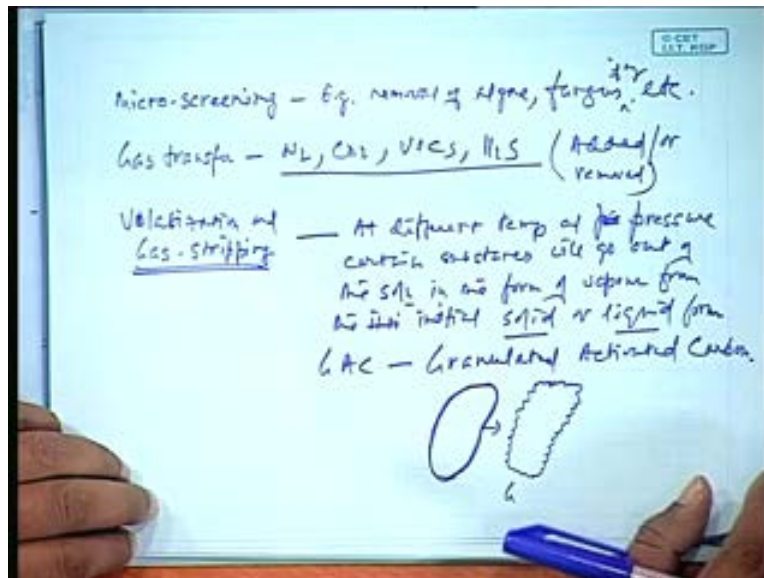 © CET
I.I.T. KGP
Micro-screening – Eg. removal of algae, fungus, etc.
Gas transfer – N2, VOCS, H2S (Added/or
removed)
Volatization and — At different temp and pressure
Gas-stripping certain substances will go out of
the soln in the form of vapour from
the initial solid or liquid form
GAC – Granulated Activated Carbon.